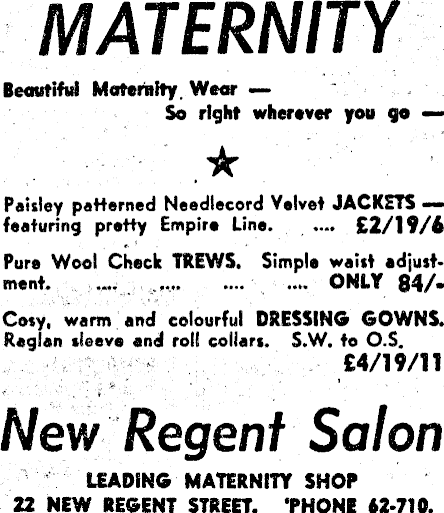 MATERNITY
Beautiful Maternity Wear —
So right wherever you go —
Paisley patterned Needlecord Velvet JACKETS —
featuring pretty Empire Line. .... £2/19/6
Pure Wool Check TREWS. Simple waist adjust-
ment. .... .... .... .... ONLY 84/-
Cosy, warm and colourful DRESSING GOWNS.
Raglan sleeve and roll collars. S.W. to O.S.
£4/19/11
New Regent Salon
LEADING MATERNITY SHOP
22 NEW REGENT STREET. 'PHONE 62-710.